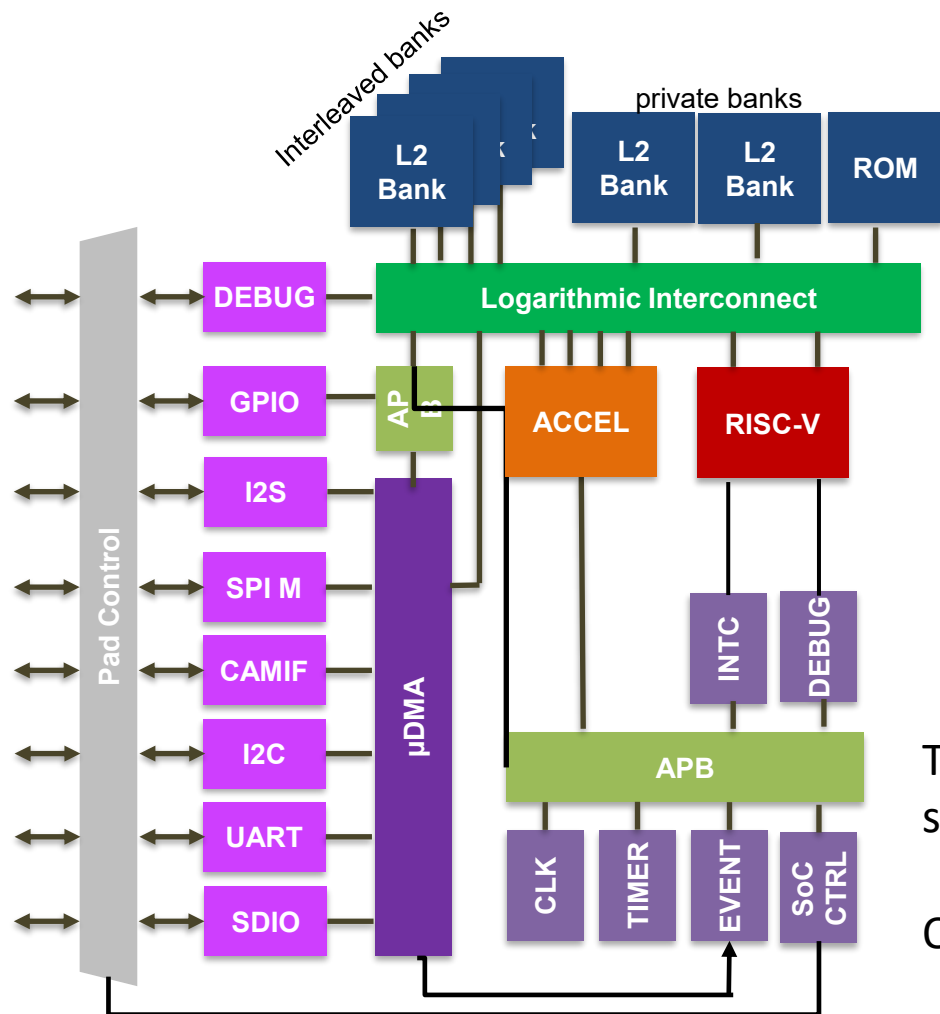 Interleaved banks
private banks
L2
Bank
k
k
k
L2
Bank
L2
Bank
ROM
DEBUG
Logarithmic Interconnect
GPIO
AP
B
ACCEL
RISC-V
I2S
Pad Control
SPI M
CAMIF
µDMA
INTC
DEBUG
I2C
APB
T
s
UART
CLK
TIMER
EVENT
SoC
CTRL
SDIO
C